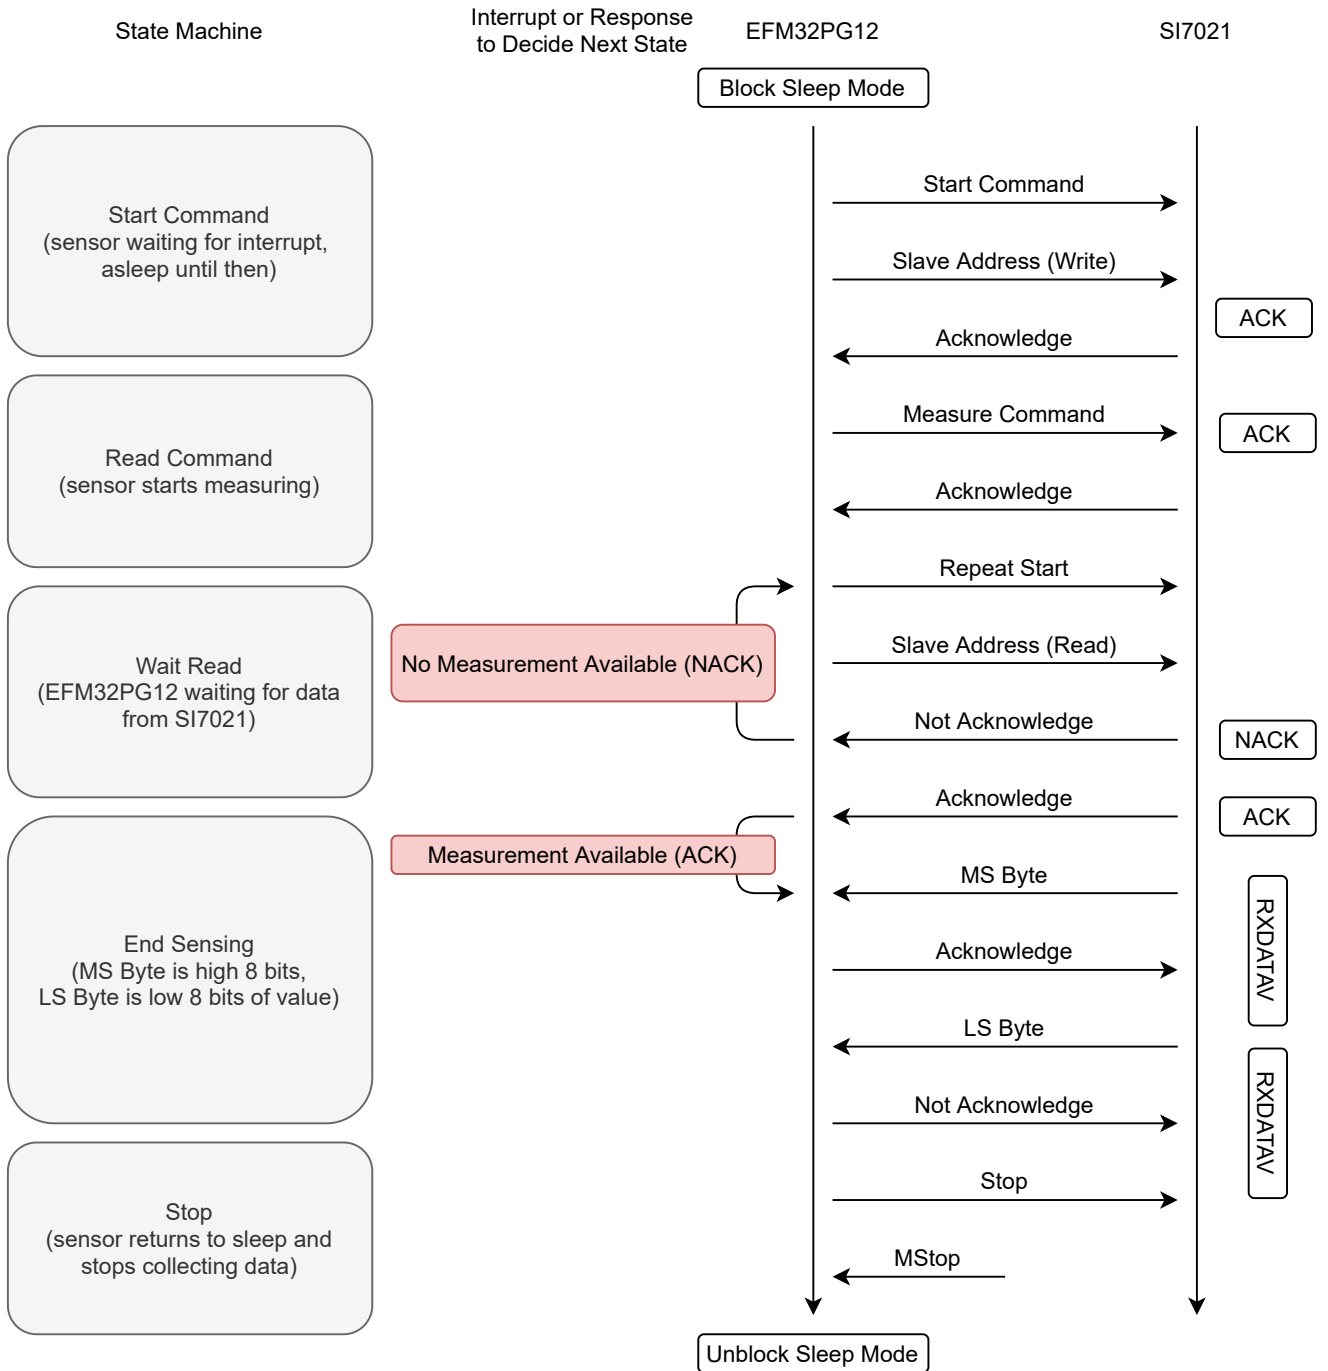 State Machine
Interrupt or Response
to Decide Next State
EFM32PG12
SI7021
Block Sleep Mode
Start Command
(sensor waiting for interrupt,
asleep until then)
Start Command
Slave Address (Write)
ACK
Acknowledge
Read Command
(sensor starts measuring)
Measure Command
ACK
Acknowledge
Wait Read
(EFM32PG12 waiting for data
from SI7021)
No Measurement Available (NACK)
Repeat Start
Slave Address (Read)
Not Acknowledge
NACK
End Sensing
(MS Byte is high 8 bits,
LS Byte is low 8 bits of value)
Measurement Available (ACK)
Acknowledge
ACK
MS Byte
RXDATAV
Acknowledge
LS Byte
RXDATAV
Not Acknowledge
Stop
(sensor returns to sleep and
stops collecting data)
Stop
MStop
Unblock Sleep Mode